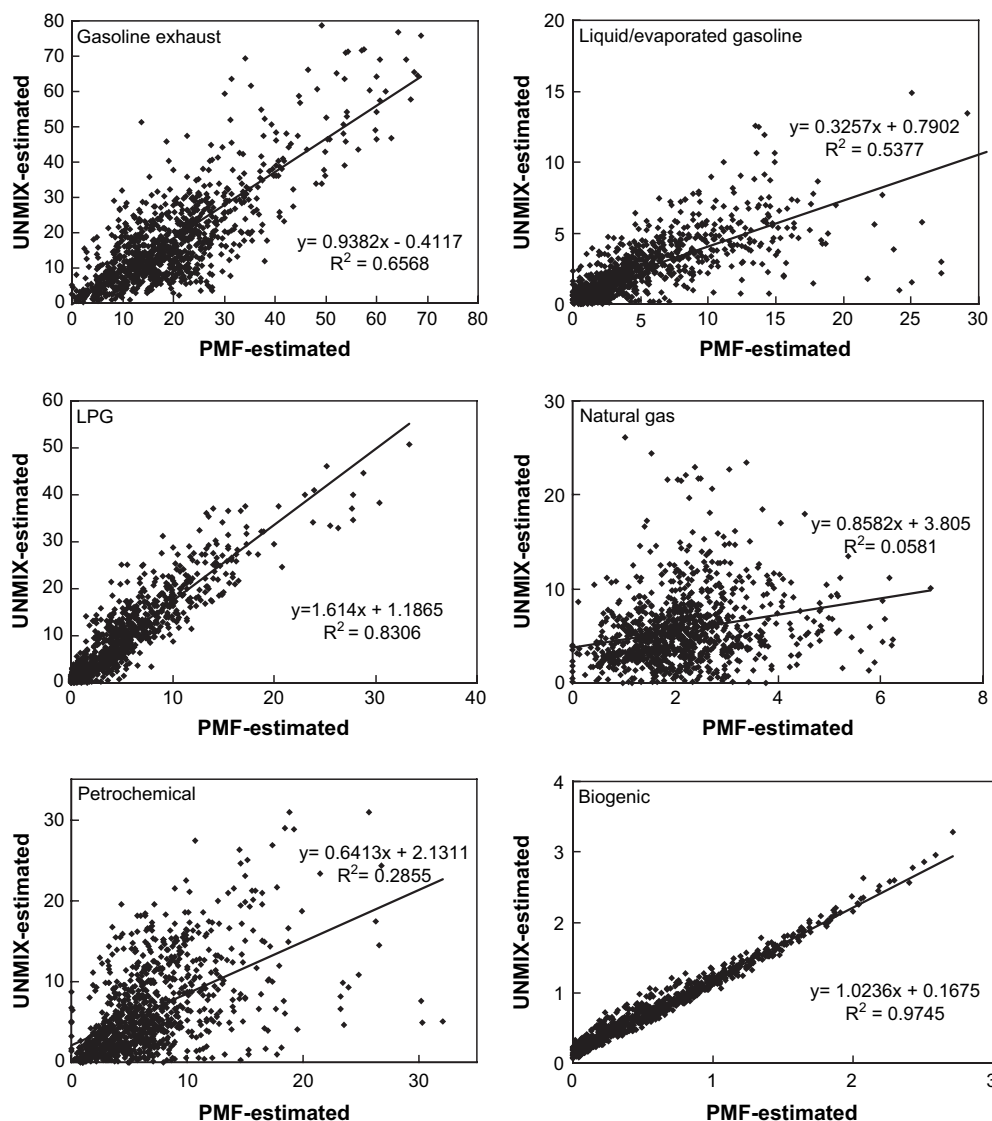 Gasoline exhaust
UNMIX-estimated
80
70
60
50
40
30
20
10
0
y= 0.9382x - 0.4117
R2 = 0.6568
0 10 20 30 40 50 60 70 80
PMF-estimated
Liquid/evaporated gasoline
UNMIX-estimated
20
15
10
5
0
y= 0.3257x + 0.7902
R2 = 0.5377
0 5 10 15 20 25 30
PMF-estimated
LPG
UNMIX-estimated
60
50
40
30
20
10
0
y=1.614x + 1.1865
R2 = 0.8306
0 10 20 30 40
PMF-estimated
Natural gas
UNMIX-estimated
30
20
10
0
y= 0.8582x + 3.805
R2= 0.0581
0 2 4 6 8
PMF-estimated
Petrochemical
UNMIX-estimated
30
20
10
0
y= 0.6413x + 2.1311
R2 = 0.2855
0 10 20 30
PMF-estimated
Biogenic
UNMIX-estimated
4
3
2
1
0
y= 1.0236x + 0.1675
R2 = 0.9745
0 1 2 3
PMF-estimated